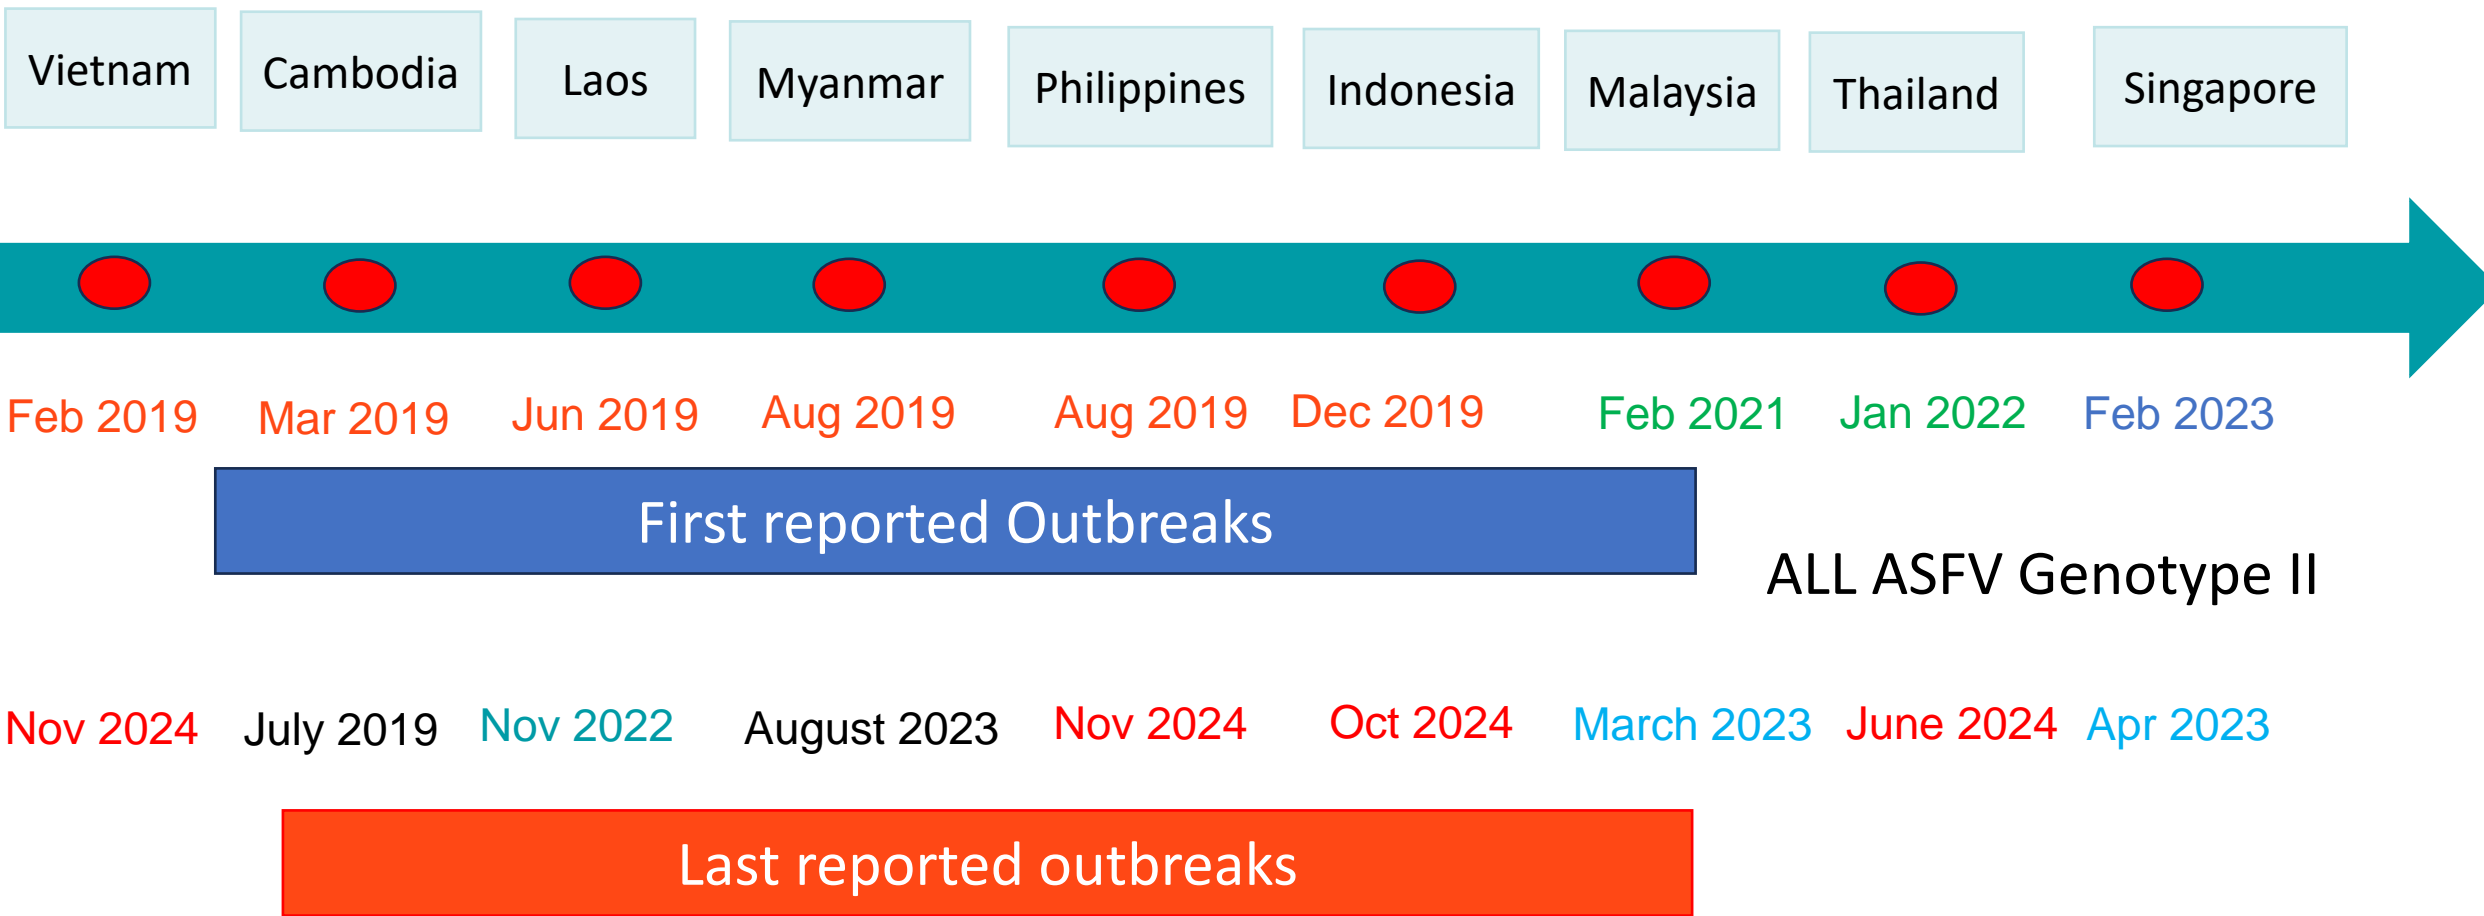 Vietnam
Cambodia
Laos
Myanmar
Philippines
Indonesia
Malaysia
Thailand
Singapore
Feb 2019
Mar 2019
Jun 2019
Aug 2019
Aug 2019
Dec 2019
Feb 2021
Jan 2022
Feb 2023
First reported Outbreaks
ALL ASFV Genotype II
Nov 2024
July 2019
Nov 2022
August 2023
Nov 2024
Oct 2024
March 2023
June 2024
Apr 2023
Last reported outbreaks